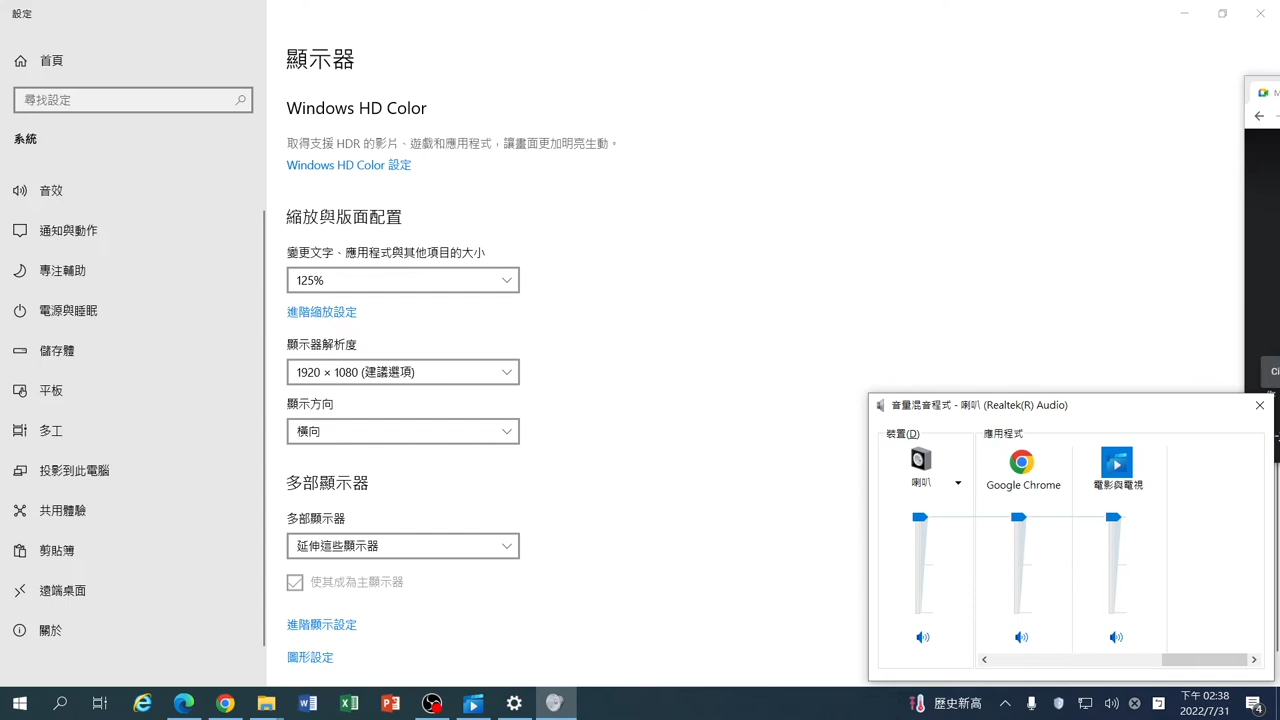 設定
首頁
尋找設定
系統
音效
通知與動作
專注輔助
電源與睡眠
儲存體
平板
多工
投影到此電腦
共用體驗
剪貼簿
遠端桌面
關於
顯示器
Windows HD Color
取得支援 HDR 的影片、遊戲和應用程式，讓畫面更加明亮生動。
Windows HD Color 設定
縮放與版面配置
變更文字、應用程式與其他項目的大小
125%
進階縮放設定
顯示器解析度
1920 × 1080 (建議選項)
顯示方向
橫向
多部顯示器
多部顯示器
延伸這些顯示器
使其成為主顯示器
進階顯示設定
圖形設定
M
Ci
音量混音程式 - 喇叭 (Realtek(R) Audio)
裝置(D)
應用程式
喇叭
Google Chrome
電影與電視
歷史新高
下午 02:38
2022/7/31
4